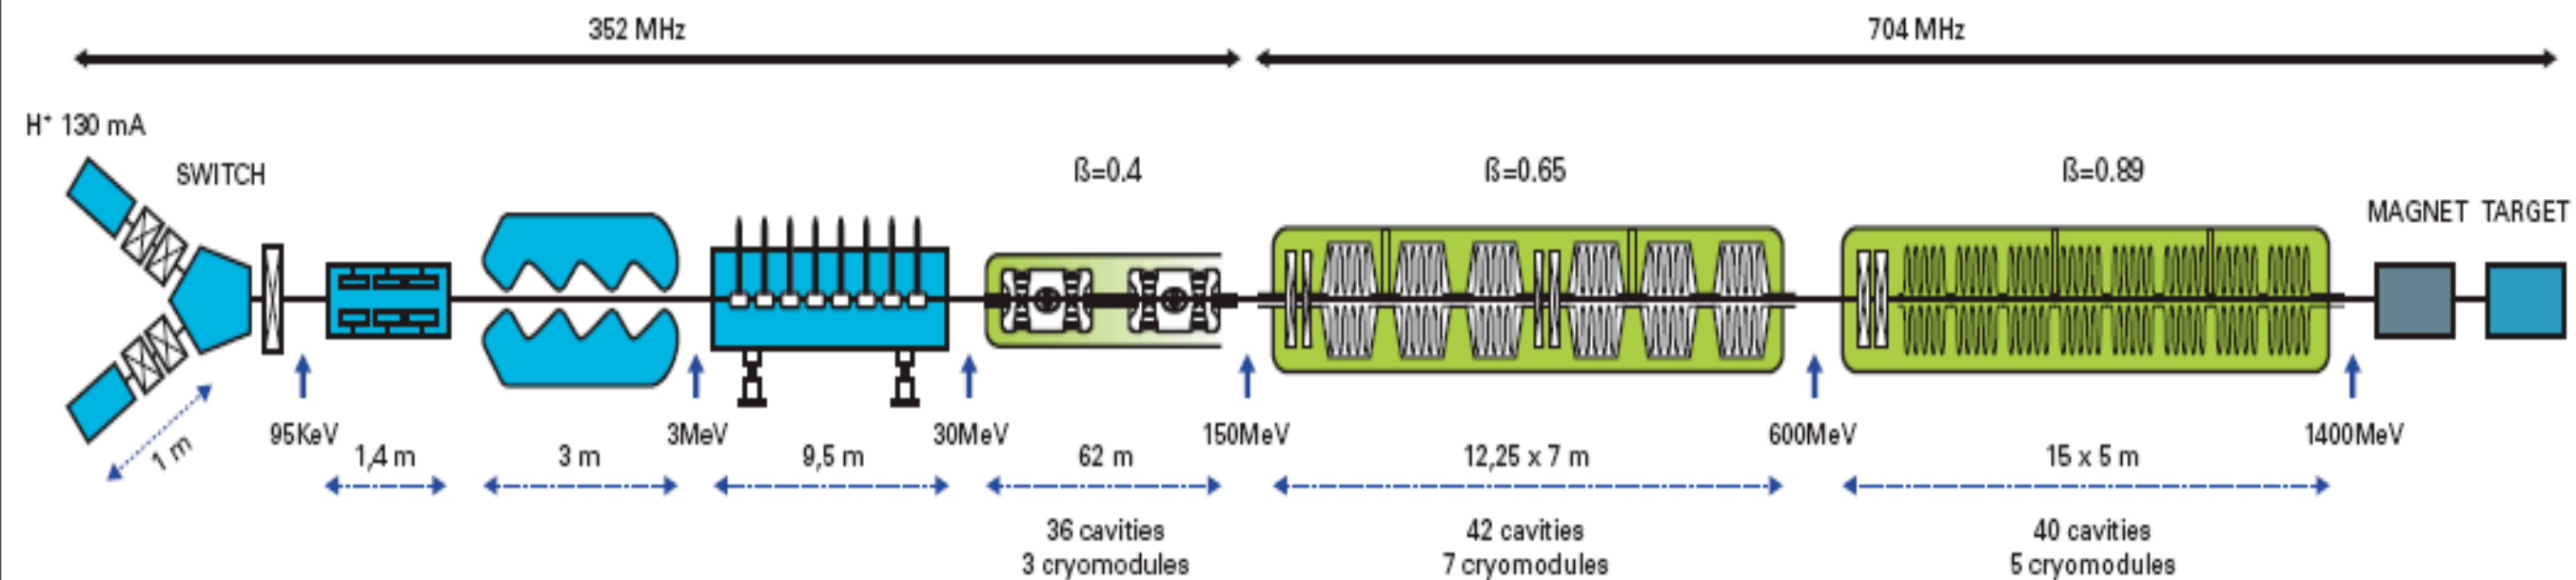 352 MHz
704 MHz
H⁺ 130 mA
SWITCH
ß=0.4
ß=0.65
ß=0.89
MAGNET TARGET
95KeV
3MeV
30MeV
150MeV
600MeV
1400MeV
1 m
1,4 m
3 m
9,5 m
62 m
12,25 x 7 m
15 x 5 m
36 cavities
3 cryomodules
42 cavities
7 cryomodules
40 cavities
5 cryomodules